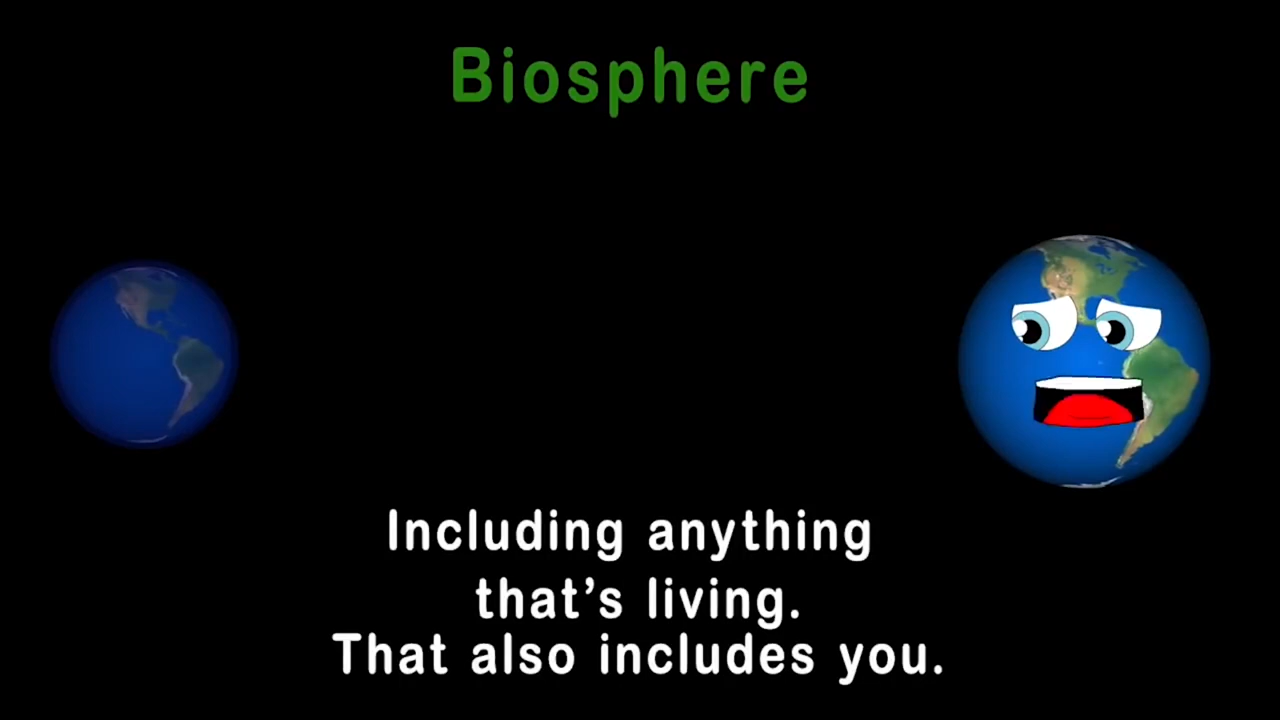 Biosphere
Including anything
that’s living.
That also includes you.